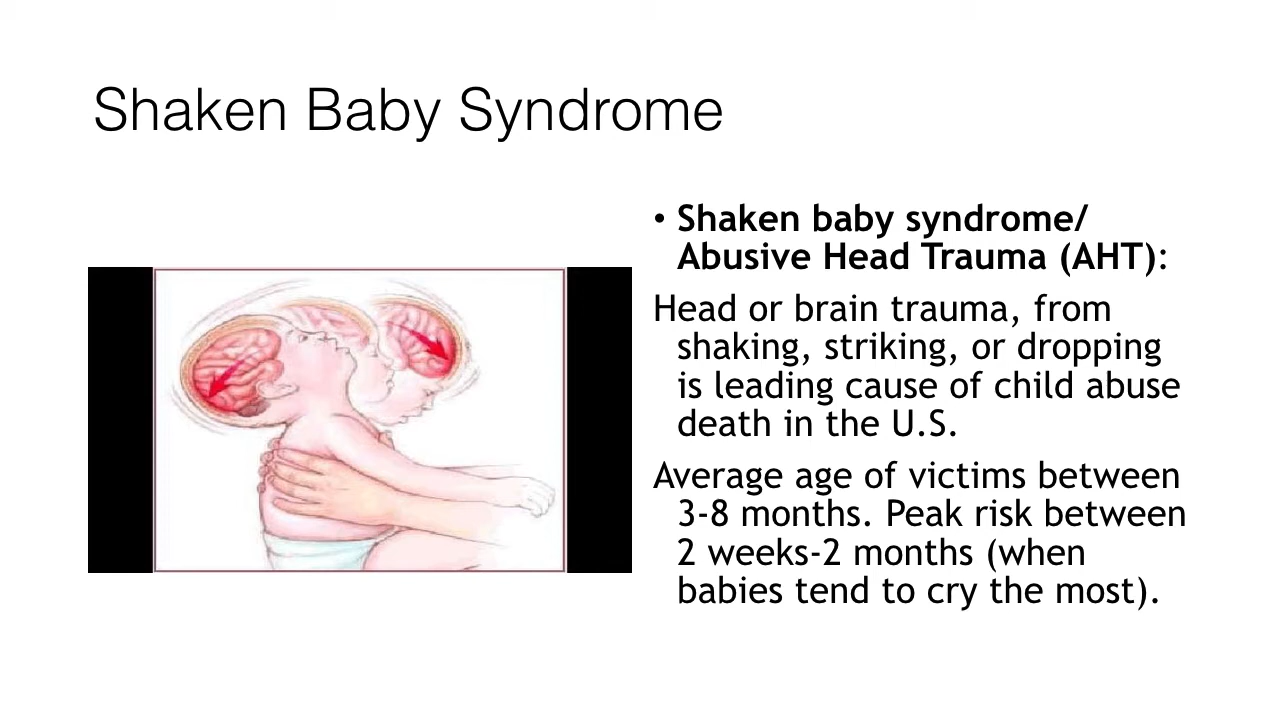 Shaken Baby Syndrome
• Shaken baby syndrome/
Abusive Head Trauma (AHT):
Head or brain trauma, from
shaking, striking, or dropping
is leading cause of child abuse
death in the U.S.
Average age of victims between
3-8 months. Peak risk between
2 weeks-2 months (when
babies tend to cry the most).